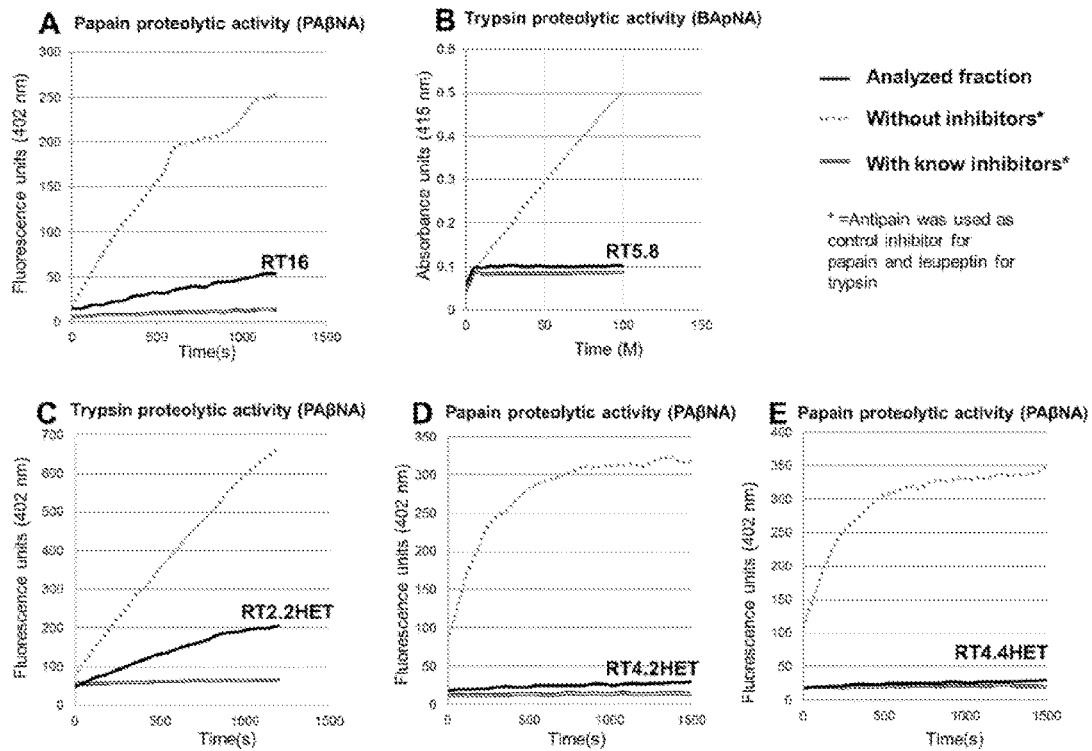 A Papain proteolytic activity (PAβNA)
Fluorescence units (402 nm)
300
250
200
150
100
50
0
RT16
0 500 1000 1500
Time(s)
B Trypsin proteolytic activity (BApNA)
Absorbance units (415 nm)
0.6
0.5
0.4
0.3
0.2
0.1
0
RT5.8
0 50 100 150
Time (M)
Analyzed fraction
Without inhibitors*
With know inhibitors*
* =Antipain was used as
control inhibitor for
papain and leupeptin for
trypsin
C Trypsin proteolytic activity (PAβNA)
Fluorescence units (402 nm)
700
600
500
400
300
200
100
0
RT2.2HET
0 500 1000 1500
Time(s)
D Papain proteolytic activity (PAβNA)
Fluorescence units (402 nm)
350
300
250
200
150
100
50
0
RT4.2HET
0 500 1000 1500
Time(s)
E Papain proteolytic activity (PAβNA)
Fluorescence units (402 nm)
400
350
300
250
200
150
100
50
0
RT4.4HET
0 500 1000 1500
Time(s)